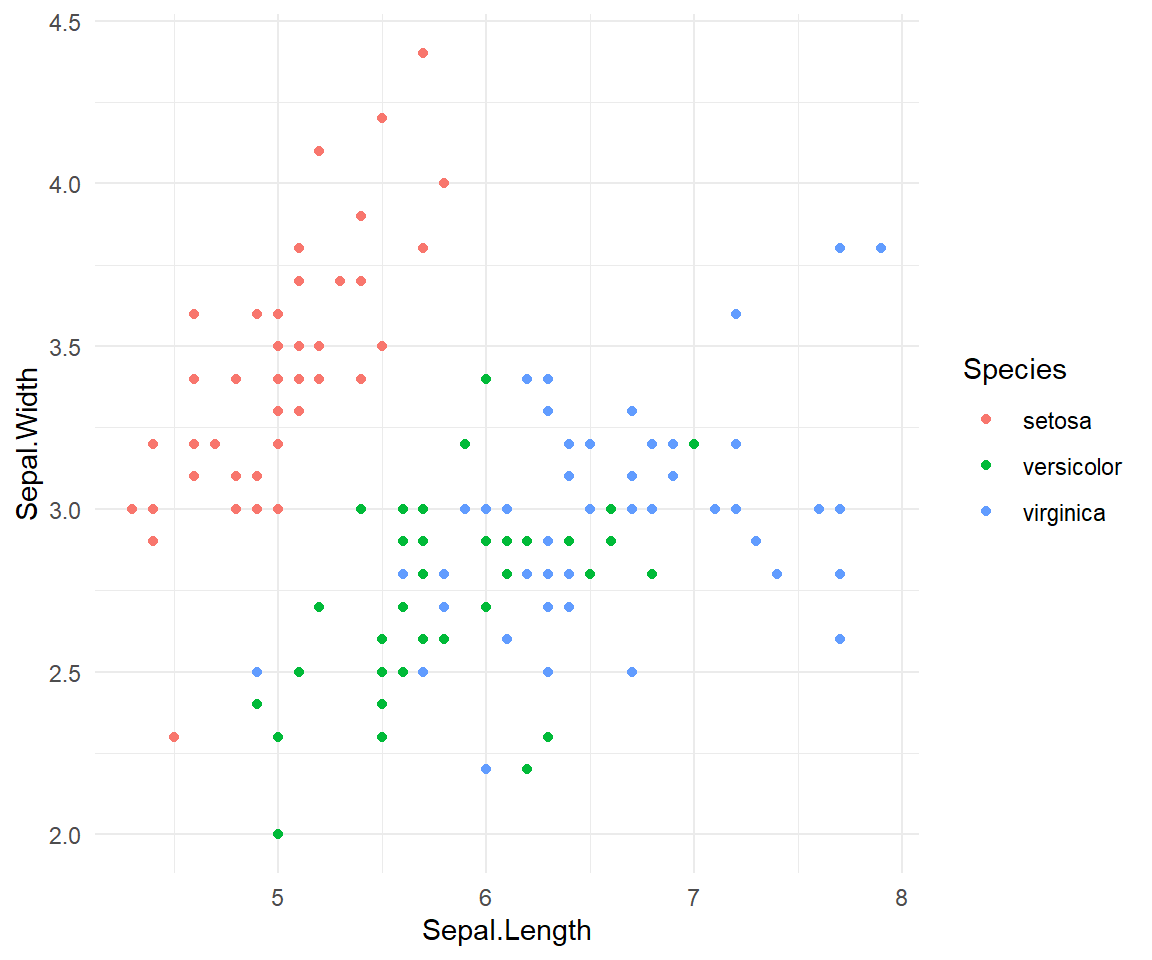 4.5
4.0
3.5
3.0
2.5
2.0
Sepal.Width
5 6 7 8
Sepal.Length
Species
setosa
versicolor
virginica